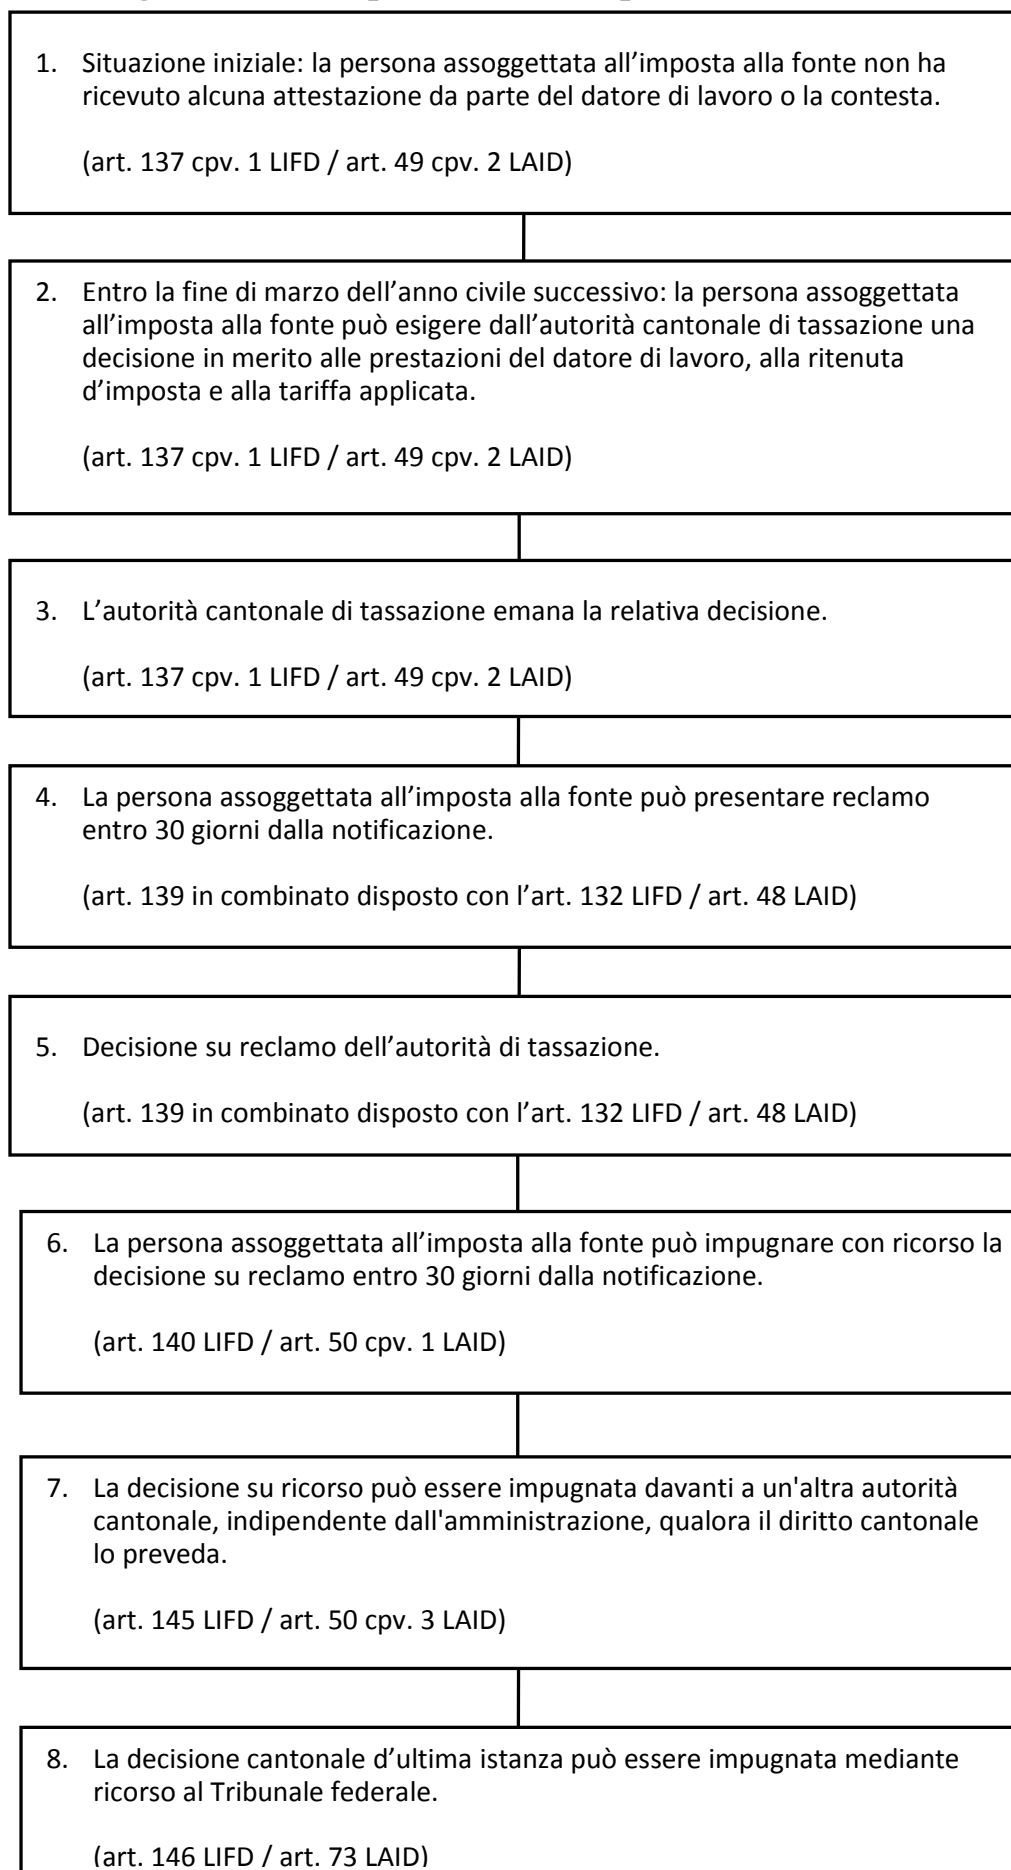 1. Situazione iniziale: la persona assoggettata all’imposta alla fonte non ha
ricevuto alcuna attestazione da parte del datore di lavoro o la contesta.
(art. 137 cpv. 1 LIFD / art. 49 cpv. 2 LAID)
2. Entro la fine di marzo dell’anno civile successivo: la persona assoggettata
all’imposta alla fonte può esigere dall’autorità cantonale di tassazione una
decisione in merito alle prestazioni del datore di lavoro, alla ritenuta
d’imposta e alla tariffa applicata.
(art. 137 cpv. 1 LIFD / art. 49 cpv. 2 LAID)
3. L’autorità cantonale di tassazione emana la relativa decisione.
(art. 137 cpv. 1 LIFD / art. 49 cpv. 2 LAID)
4. La persona assoggettata all’imposta alla fonte può presentare reclamo
entro 30 giorni dalla notificazione.
(art. 139 in combinato disposto con l’art. 132 LIFD / art. 48 LAID)
5. Decisione su reclamo dell’autorità di tassazione.
(art. 139 in combinato disposto con l’art. 132 LIFD / art. 48 LAID)
6. La persona assoggettata all’imposta alla fonte può impugnare con ricorso la
decisione su reclamo entro 30 giorni dalla notificazione.
(art. 140 LIFD / art. 50 cpv. 1 LAID)
7. La decisione su ricorso può essere impugnata davanti a un'altra autorità
cantonale, indipendente dall'amministrazione, qualora il diritto cantonale
lo preveda.
(art. 145 LIFD / art. 50 cpv. 3 LAID)
8. La decisione cantonale d’ultima istanza può essere impugnata mediante
ricorso al Tribunale federale.
(art. 146 LIFD / art. 73 LAID)